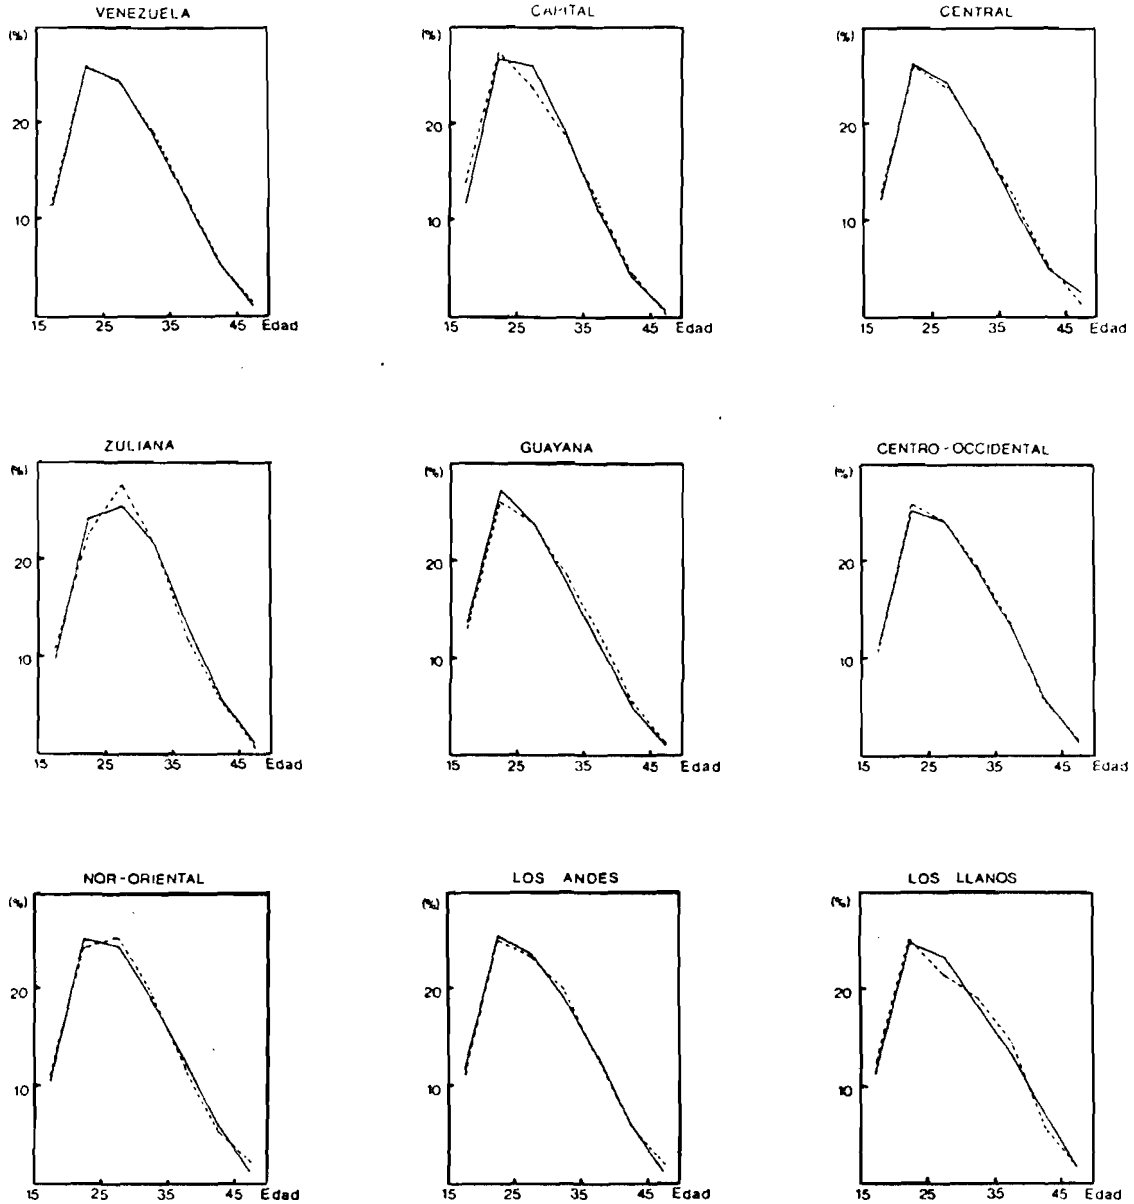 VENEZUELA CAPITAL CENTRAL
(%) (%) (%)
20 20 20
10 10 10
15 25 35 45 Edad 15 25 35 45 Edad 15 25 35 45 Edad
ZULIANA GUAYANA CENTRO-OCCIDENTAL
(%) (%) (%)
20 20 20
10 10 10
15 25 35 45 Edad 15 25 35 45 Edad 15 25 35 45 Edad
NOR-ORIENTAL LOS ANDES LOS LLANOS
(%) (%) (%)
20 20 20
10 10 10
15 25 35 45 Edad 15 25 35 45 Edad 15 25 35 45 Edad